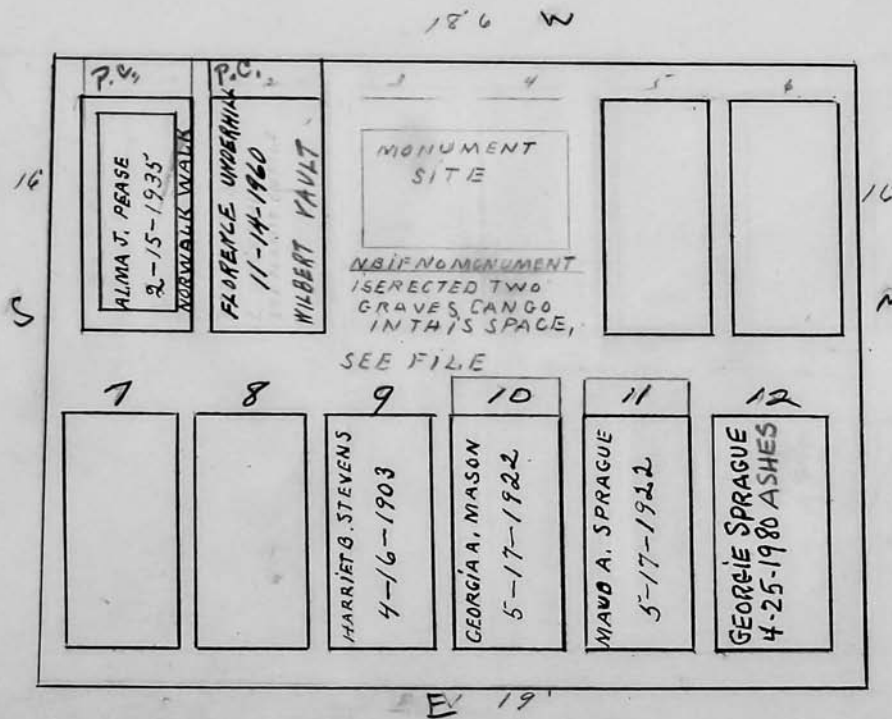 18 6 W
P.C. 1
P.C. 2
3
4
5
6
16
16
S
N
ALMA J. PEASE
2-15-1935
NORWALK WALK
FLORENCE UNDERHILL
11-14-1960
WILBERT VAULT
MONUMENT
SITE
NB IF NO MONUMENT
IS ERECTED TWO
GRAVES CAN GO
IN THIS SPACE,
SEE FILE
7
8
9
10
11
12
HARRIET B. STEVENS
4-16-1903
GEORGIA A. MASON
5-17-1922
MAUD A. SPRAGUE
5-17-1922
GEORGIE SPRAGUE
4-25-1980 ASHES
E 19'